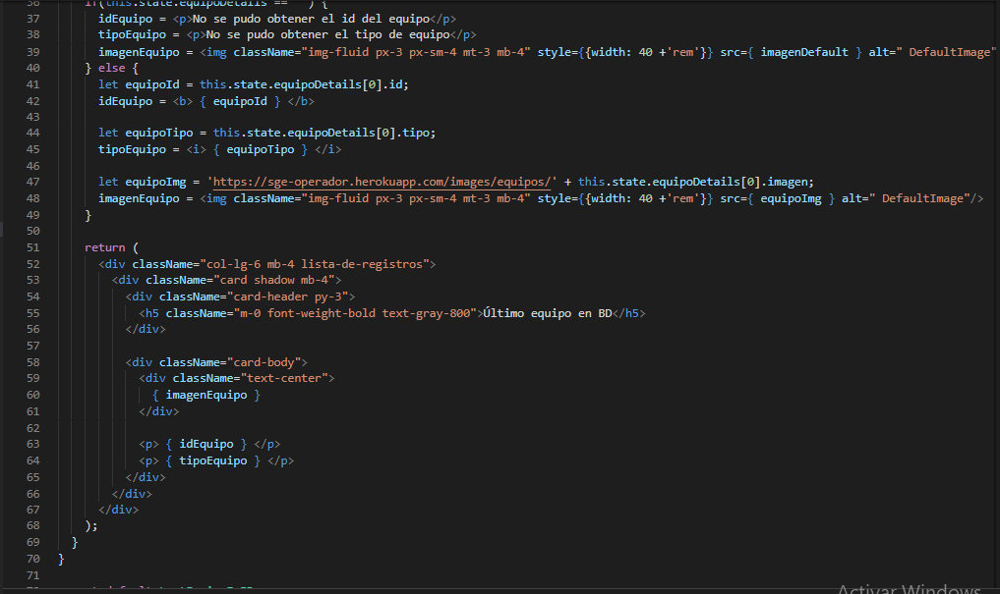 36 if(this.state.equipoDetails == ) {
37 idEquipo = <p>No se pudo obtener el id del equipo</p>
38 tipoEquipo = <p>No se pudo obtener el tipo de equipo</p>
39 imagenEquipo = <img className="img-fluid px-3 px-sm-4 mt-3 mb-4" style={{width: 40 +'rem'}} src={ imagenDefault } alt=" DefaultImage"
40 } else {
41 let equipoId = this.state.equipoDetails[0].id;
42 idEquipo = <b> { equipoId } </b>
43
44 let equipoTipo = this.state.equipoDetails[0].tipo;
45 tipoEquipo = <i> { equipoTipo } </i>
46
47 let equipoImg = 'https://sge-operador.herokuapp.com/images/equipos/' + this.state.equipoDetails[0].imagen;
48 imagenEquipo = <img className="img-fluid px-3 px-sm-4 mt-3 mb-4" style={{width: 40 +'rem'}} src={ equipoImg } alt=" DefaultImage"/>
49 }
50
51 return (
52 <div className="col-lg-6 mb-4 lista-de-registros">
53 <div className="card shadow mb-4">
54 <div className="card-header py-3">
55 <h5 className="m-0 font-weight-bold text-gray-800">Último equipo en BD</h5>
56 </div>
57
58 <div className="card-body">
59 <div className="text-center">
60 { imagenEquipo }
61 </div>
62
63 <p> { idEquipo } </p>
64 <p> { tipoEquipo } </p>
65 </div>
66 </div>
67 </div>
68 );
69 }
70 }
71
Activar Windows